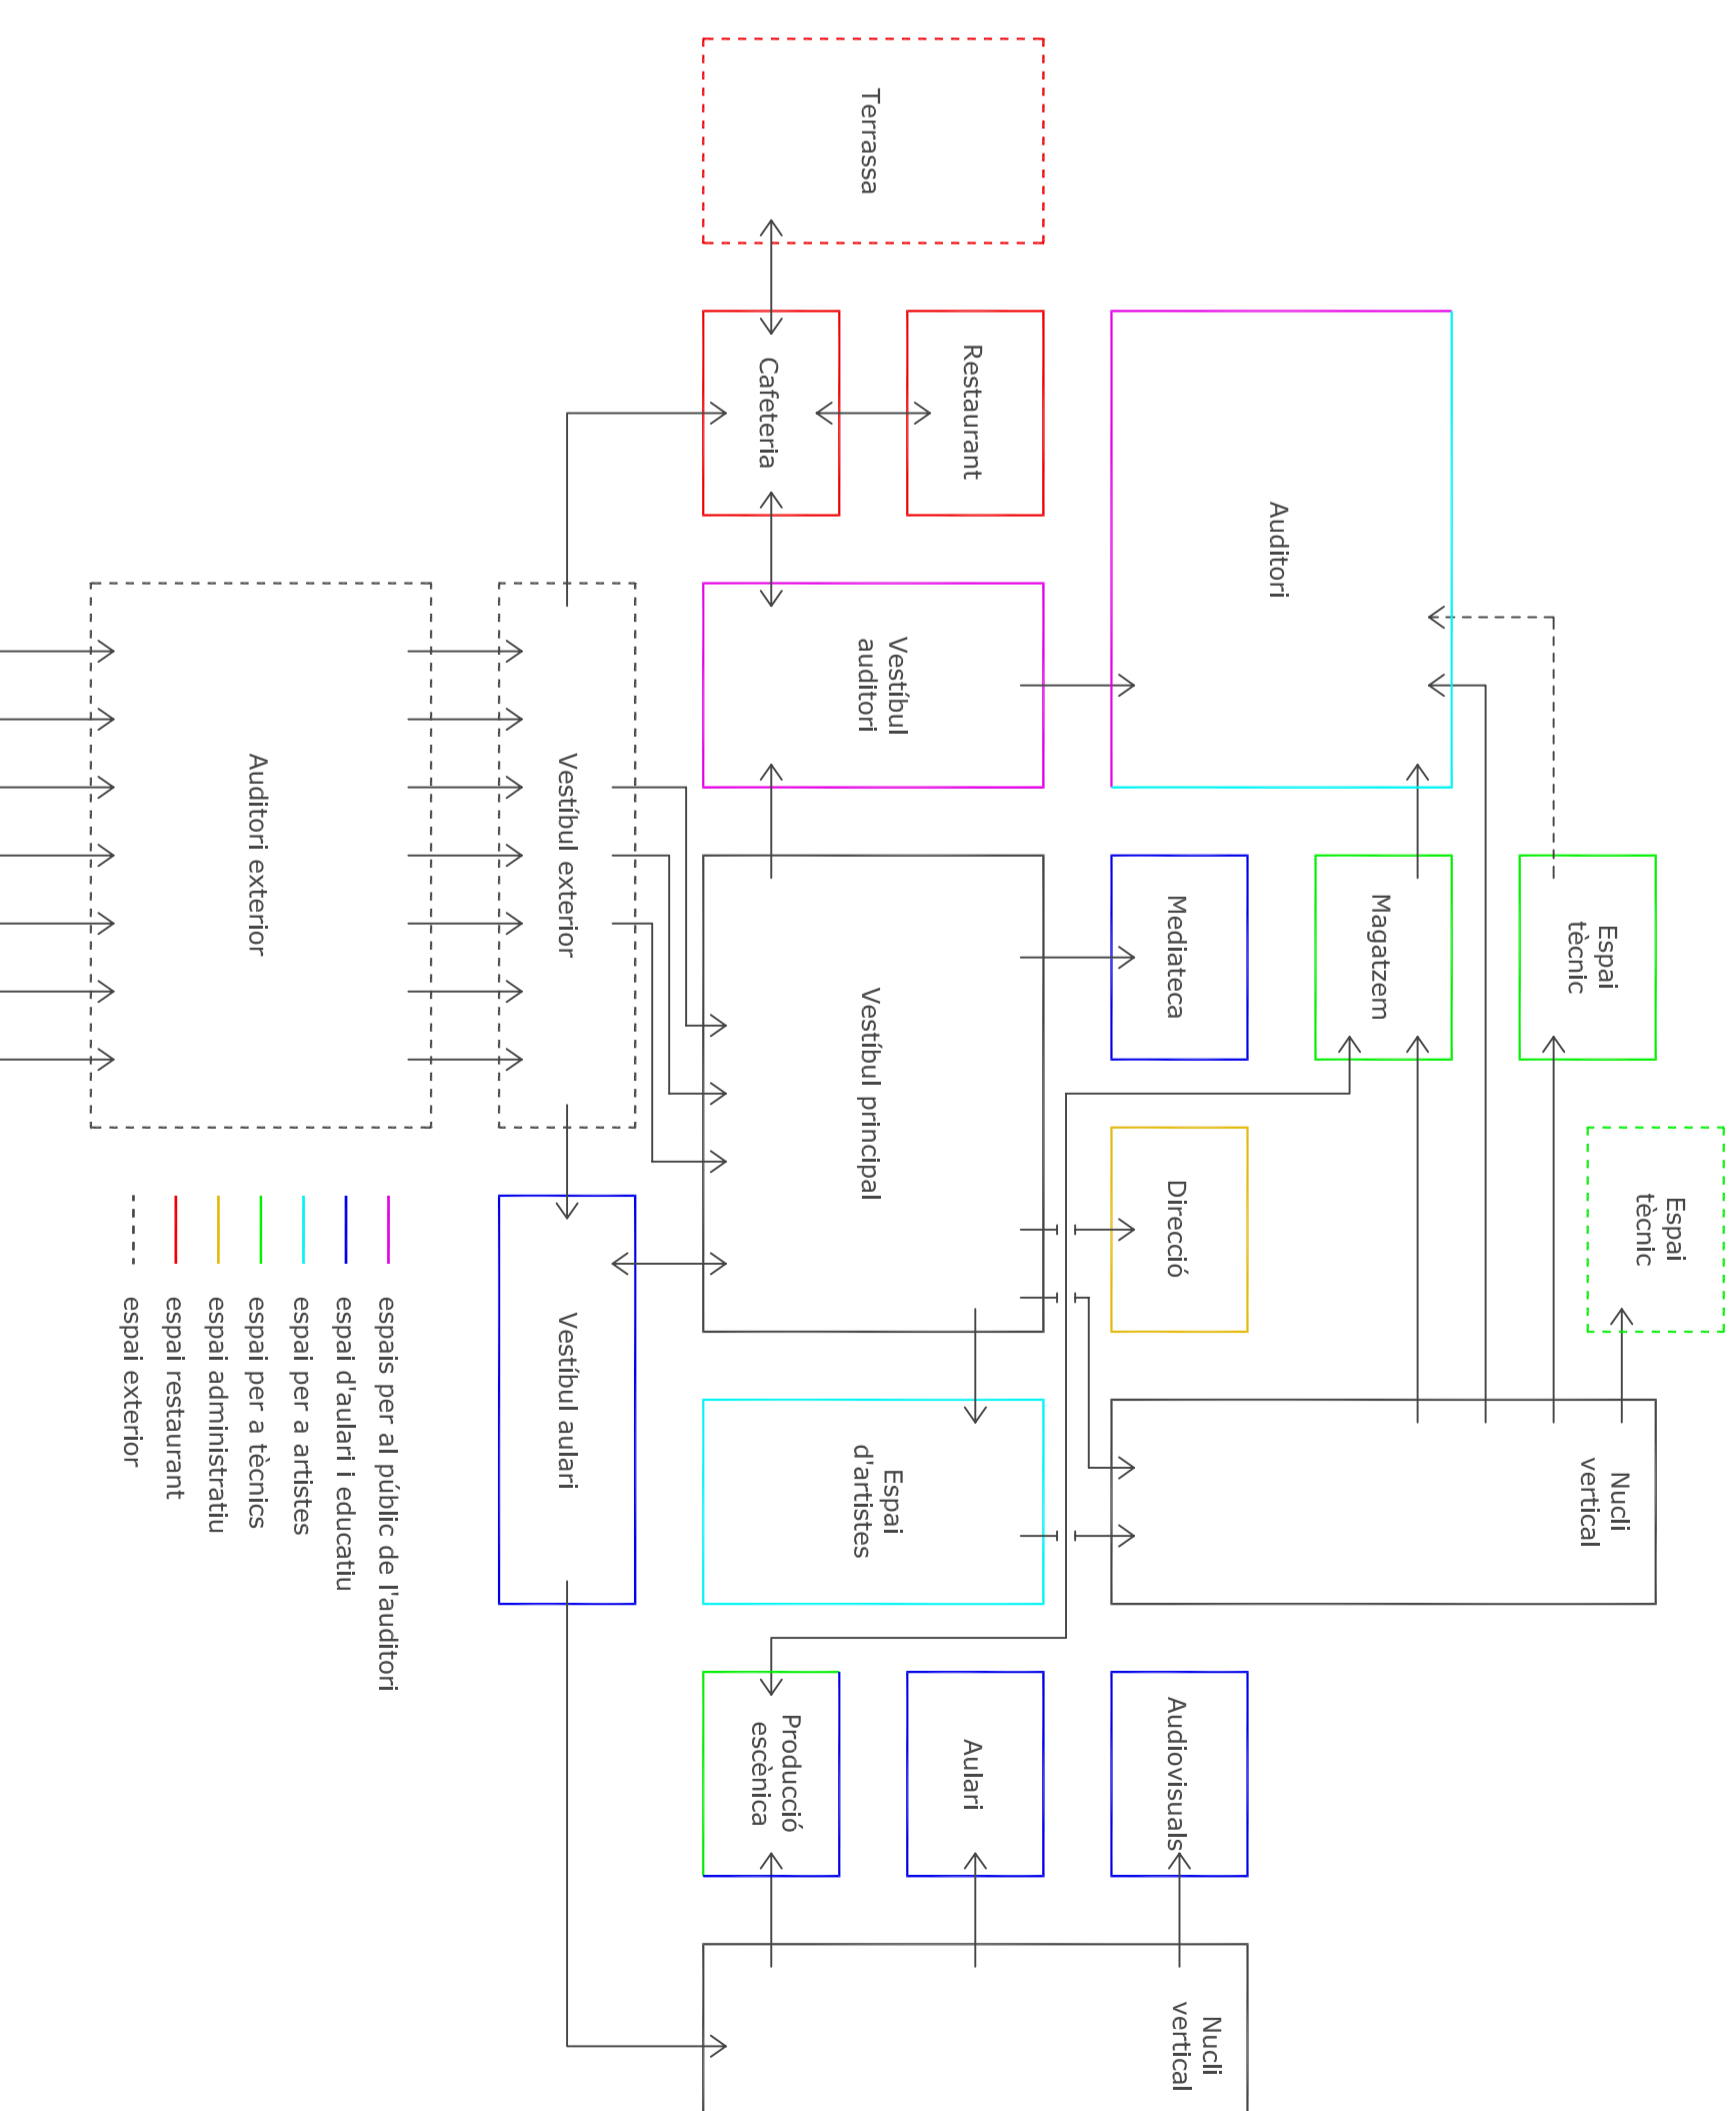 Terrassa
Cafeteria
Restaurant
Auditori
Vestíbul
auditori
Auditori exterior
Vestíbul exterior
Vestíbul principal
Mediateca
Magatzem
Espai
tècnic
Espai
tècnic
Direcció
Vestíbul aulari
Espai
d'artistes
Nucli
vertical
Producció
escènica
Aulari
Audiovisuals
Nucli
vertical
espais per al públic de l'auditori
espai d'aulari i educatiu
espai per a artistes
espai per a tècnics
espai administratiu
espai restaurant
espai exterior